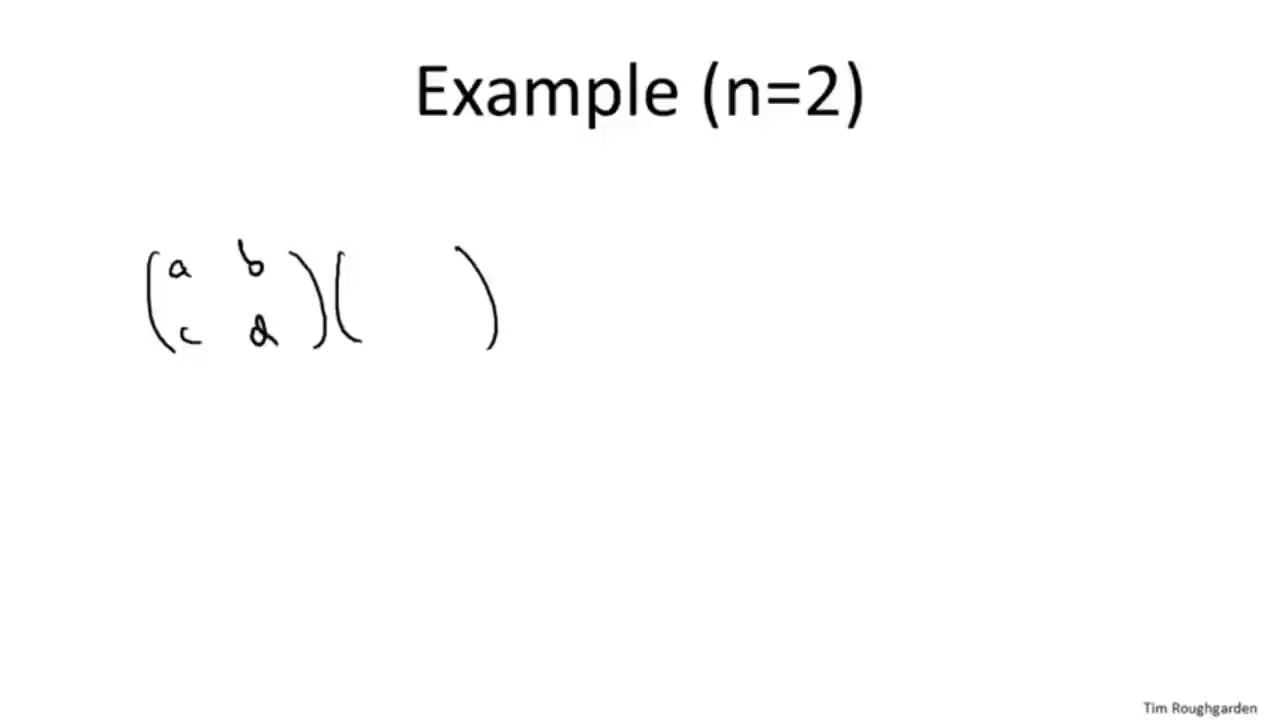 Example (n=2)
(a b)( )
(c d)
Tim Roughgarden